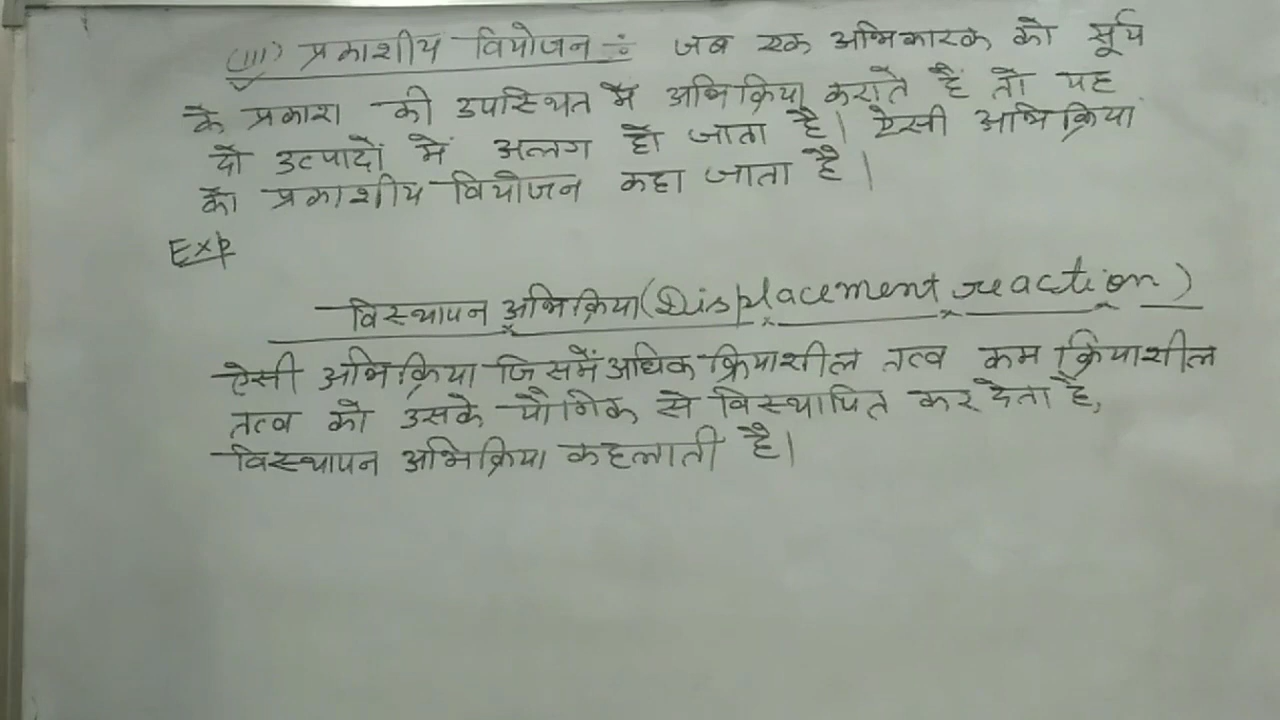 (iii) प्रकाशीय वियोजन ÷ जब एक अभिकारक को सूर्य
के प्रकाश की उपस्थित में अभिक्रिया कराते हैं तो यह
दो उत्पादों में अलग हो जाता है। ऐसी अभिक्रिया
को प्रकाशीय वियोजन कहा जाता है।
Exp
विस्थापन अभिक्रिया (Displacement reaction)
ऐसी अभिक्रिया जिसमें अधिक क्रियाशील तत्व कम क्रियाशील
तत्व को उसके यौगिक से विस्थापित कर देता है,
विस्थापन अभिक्रिया कहलाती है।